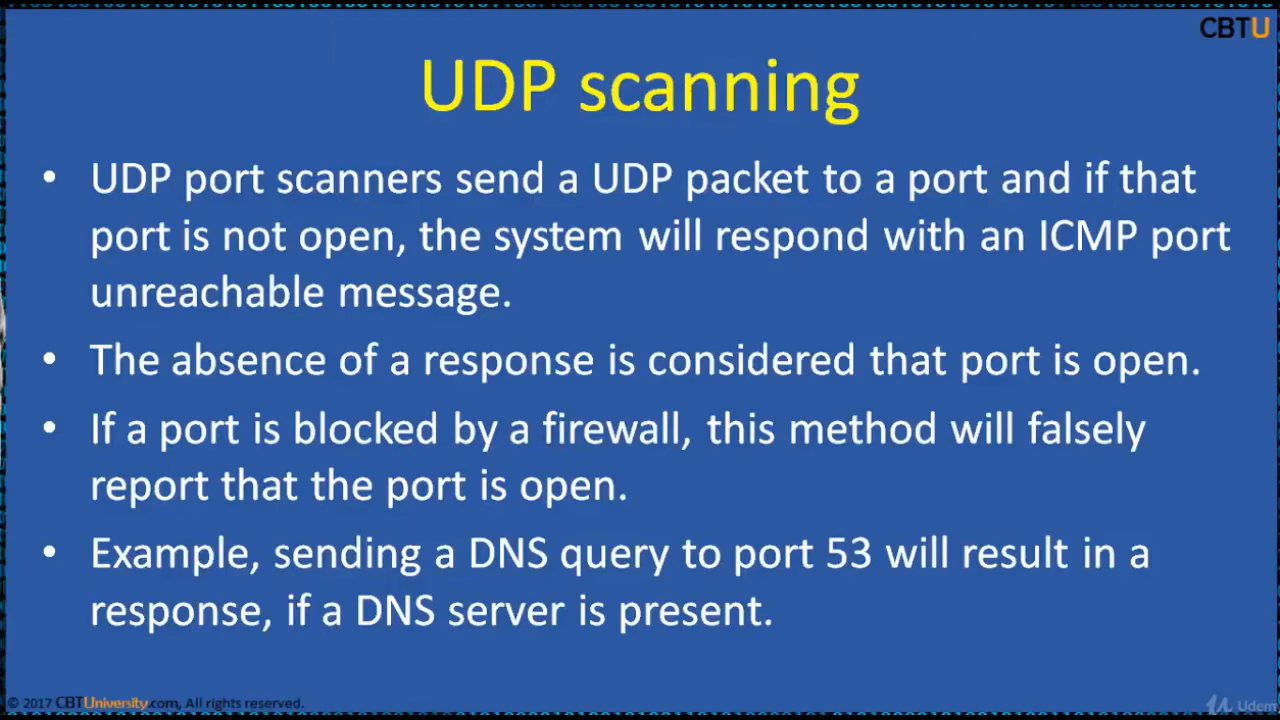 CBTU
UDP scanning
• UDP port scanners send a UDP packet to a port and if that
port is not open, the system will respond with an ICMP port
unreachable message.
• The absence of a response is considered that port is open.
• If a port is blocked by a firewall, this method will falsely
report that the port is open.
• Example, sending a DNS query to port 53 will result in a
response, if a DNS server is present.
© 2017 CBTUniversity.com, All rights reserved.